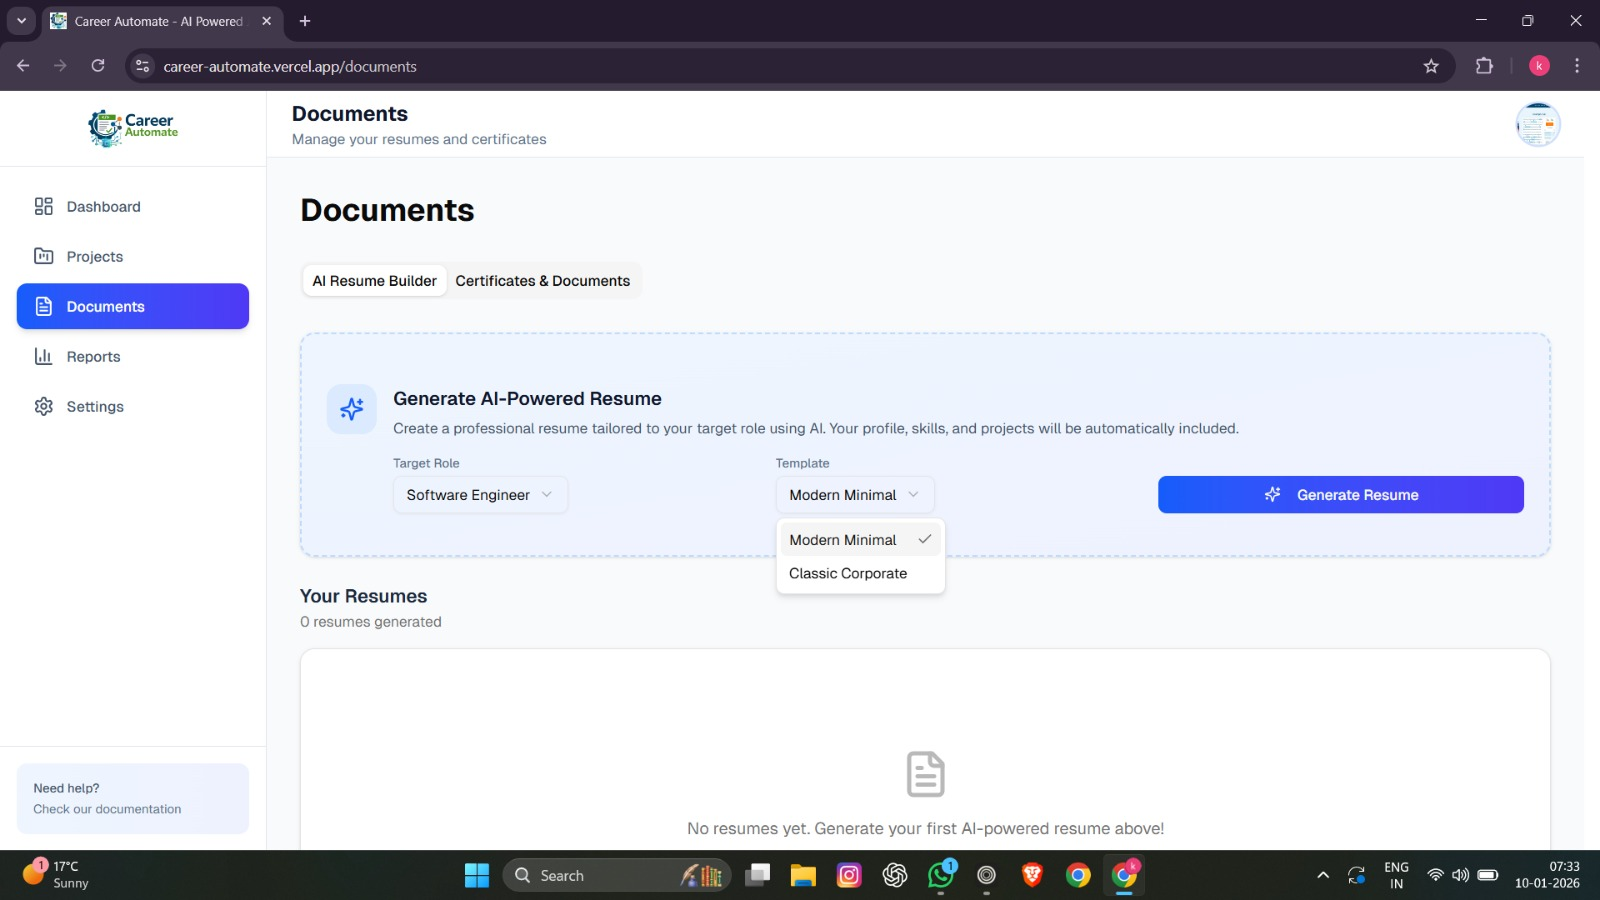 Career Automate - AI Powered
career-automate.vercel.app/documents
k
Career
Automate
Documents
Manage your resumes and certificates
Dashboard
Projects
Documents
Reports
Settings
Documents
AI Resume Builder
Certificates & Documents
Generate AI-Powered Resume
Create a professional resume tailored to your target role using AI. Your profile, skills, and projects will be automatically included.
Target Role
Template
Software Engineer
Modern Minimal
Generate Resume
Modern Minimal
Classic Corporate
Your Resumes
0 resumes generated
No resumes yet. Generate your first AI-powered resume above!
Need help?
Check our documentation
1
17°C
Sunny
Search
1
k
ENG
IN
07:33
10-01-2026